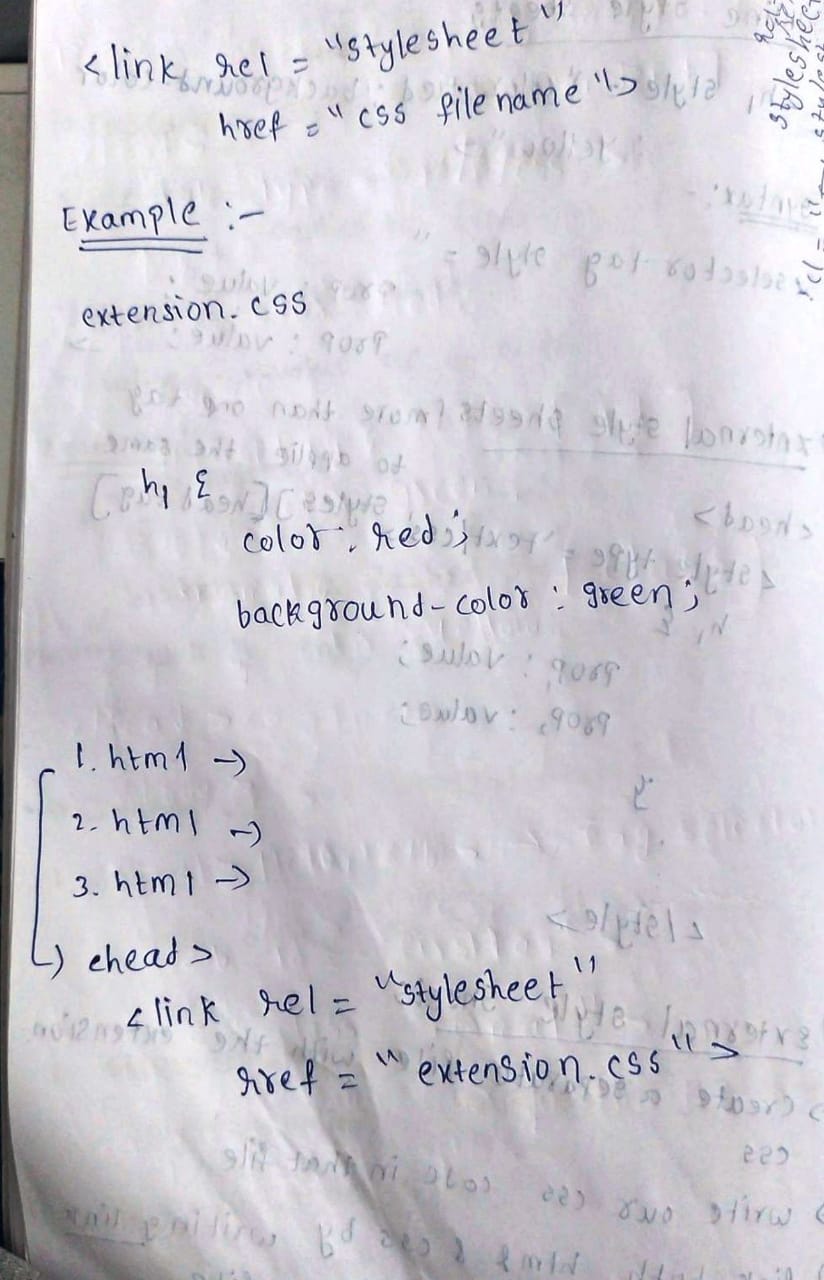 <link rel = "stylesheet"
href = "css file name">
Example :-
extension.css
h1 {
color: red;
background-color : green;
1. html →
2. html →
3. html →
<head>
<link rel = "stylesheet"
href = "extension.css">